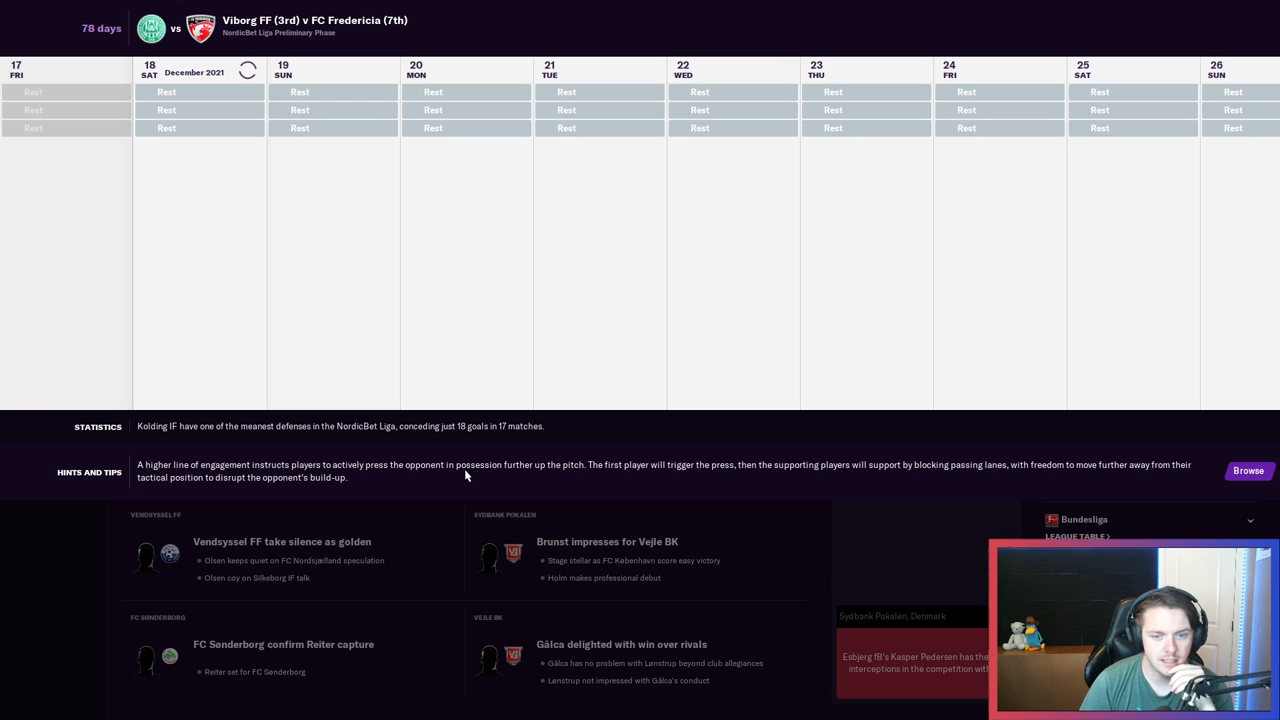 78 days
vs
Viborg FF (3rd) v FC Fredericia (7th)
NordicBet Liga Preliminary Phase
17
FRI
18
SAT
December 2021
19
SUN
20
MON
21
TUE
22
WED
23
THU
24
FRI
25
SAT
26
SUN
Rest Rest Rest Rest Rest Rest Rest Rest Rest Rest
Rest Rest Rest Rest Rest Rest Rest Rest Rest Rest
Rest Rest Rest Rest Rest Rest Rest Rest Rest Rest
STATISTICS
Kolding IF have one of the meanest defenses in the NordicBet Liga, conceding just 18 goals in 17 matches.
HINTS AND TIPS
A higher line of engagement instructs players to actively press the opponent in possession further up the pitch. The first player will trigger the press, then the supporting players will support by blocking passing lanes, with freedom to move further away from their
tactical position to disrupt the opponent's build-up.
Browse
VENDSYSSEL FF
Vendsyssel FF take silence as golden
Olsen keeps quiet on FC Nordsjælland speculation
Olsen coy on Silkeborg IF talk
SYDBANK POKALEN
Brunst impresses for Vejle BK
Stage stellar as FC København score easy victory
Holm makes professional debut
FC SØNDERBORG
FC Sønderborg confirm Reiter capture
Reiter set for FC Sønderborg
VEJLE BK
Gâlca delighted with win over rivals
Gâlca has no problem with Lønstrup beyond club allegiances
Lønstrup not impressed with Gâlca's conduct
Bundesliga
LEAGUE TABLE >
Sydbank Pokalen, Denmark
Esbjerg fB's Kasper Pedersen has the
interceptions in the competition with